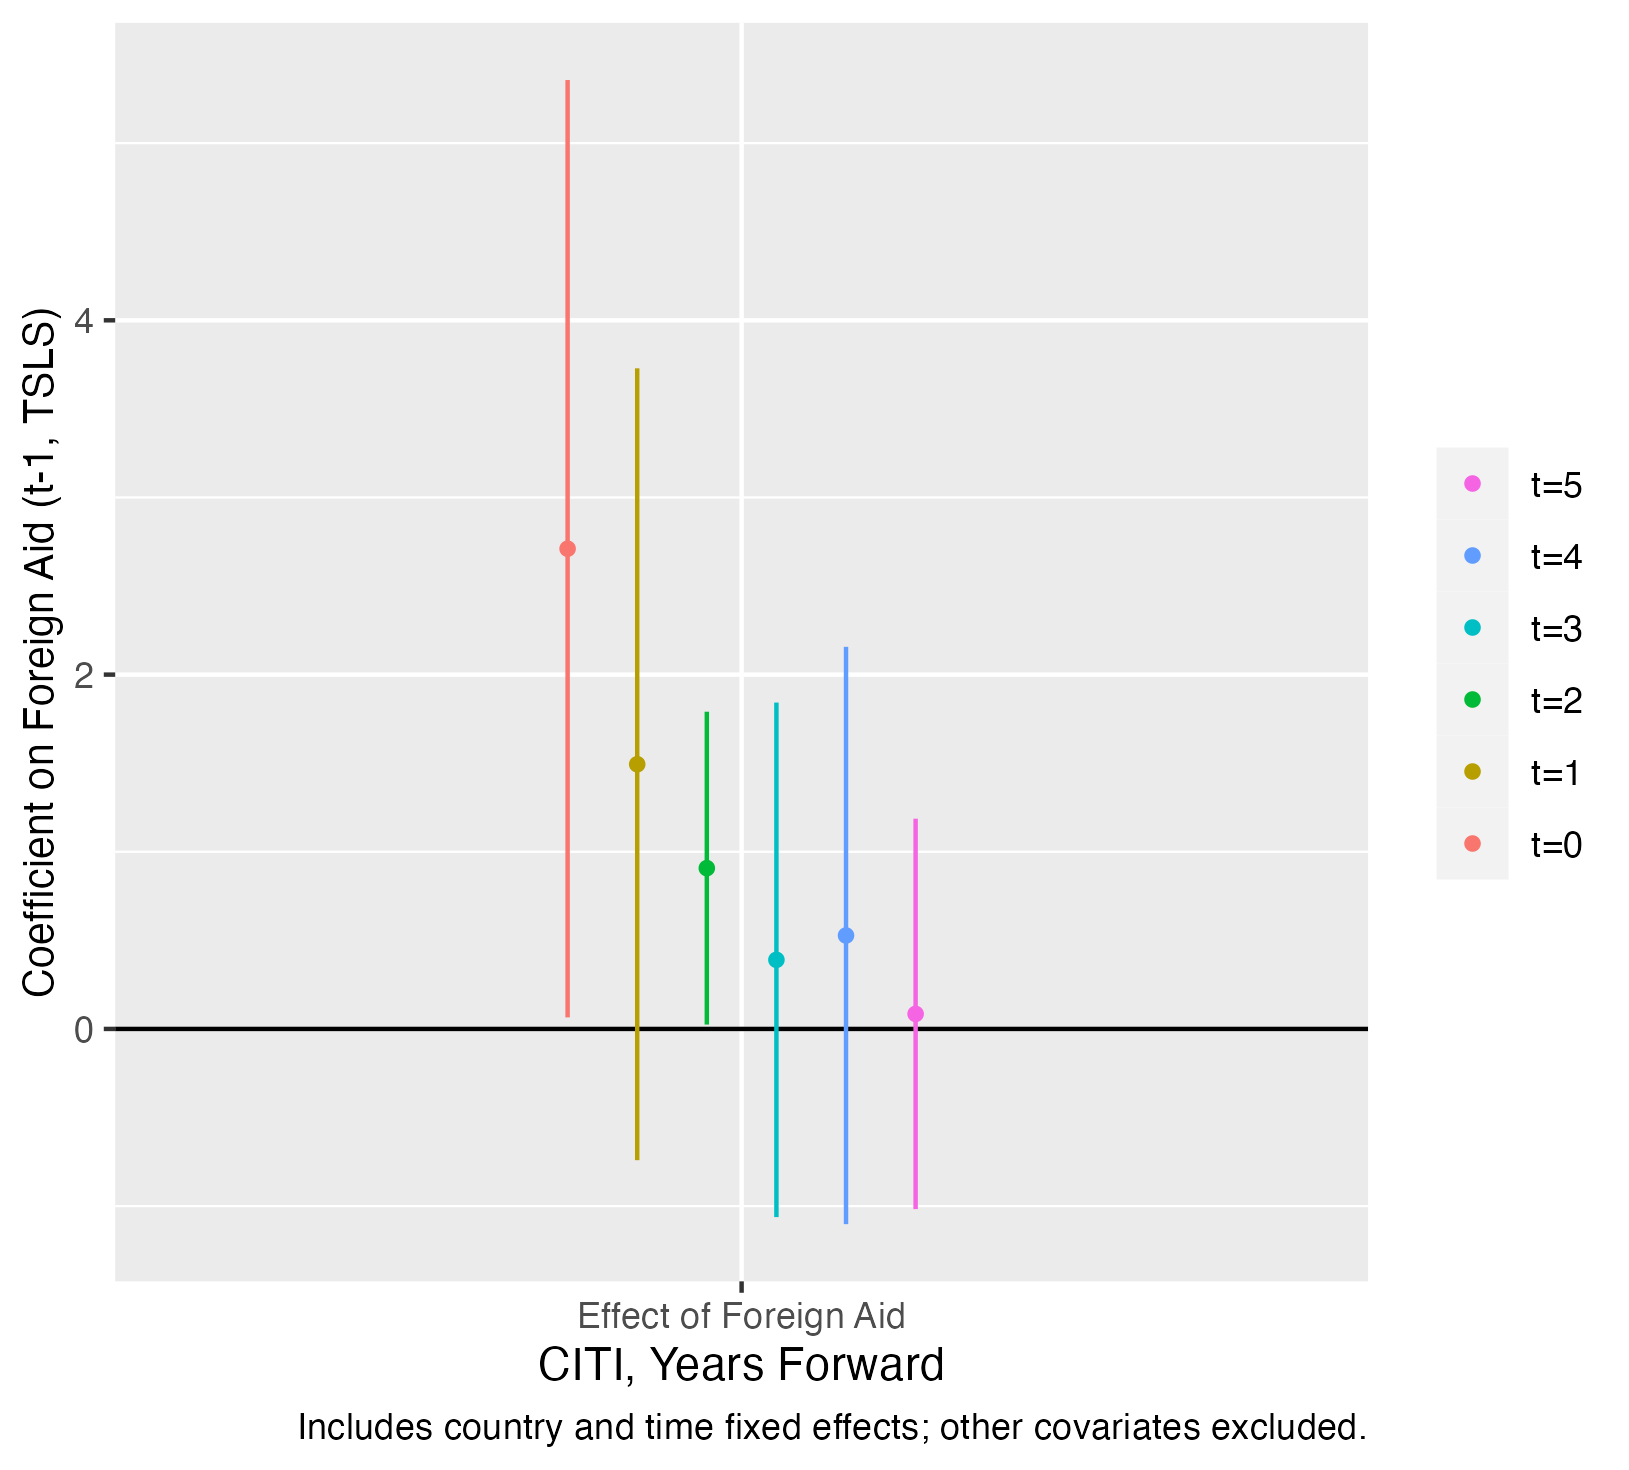 Coefficient on Foreign Aid (t-1, TSLS)
4
2
0
Effect of Foreign Aid
CITI, Years Forward
Includes country and time fixed effects; other covariates excluded.
t=5
t=4
t=3
t=2
t=1
t=0